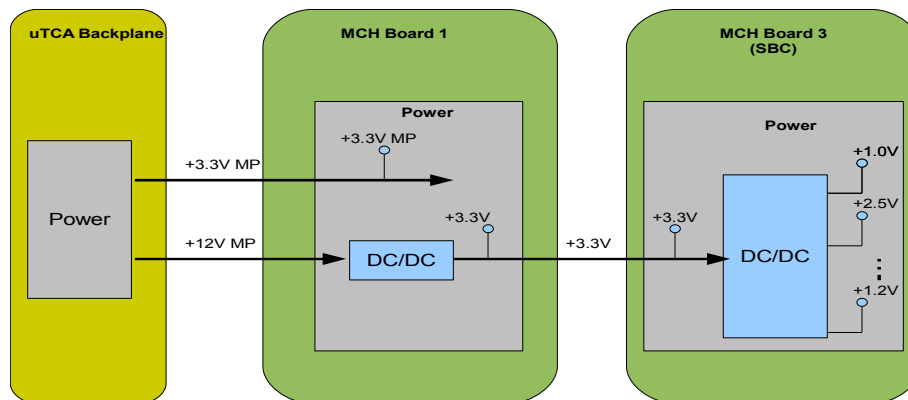 uTCA Backplane
Power
+3.3V MP
+12V MP
MCH Board 1
Power
+3.3V MP
+3.3V
DC/DC
+3.3V
MCH Board 3
(SBC)
Power
+3.3V
DC/DC
+1.0V
+2.5V
+1.2V